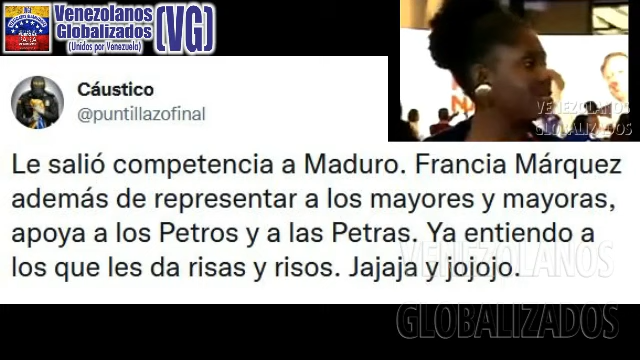 Venezolanos
Globalizados
(Unidos por Venezuela)
(VG)
VENEZOLANOS
GLOBALIZADOS
Cáustico
@puntillazofinal
Le salió competencia a Maduro. Francia Márquez
además de representar a los mayores y mayoras,
apoya a los Petros y a las Petras. Ya entiendo a
los que les da risas y risos. Jajaja y jojojo.
VENEZOLANOS
GLOBALIZADOS